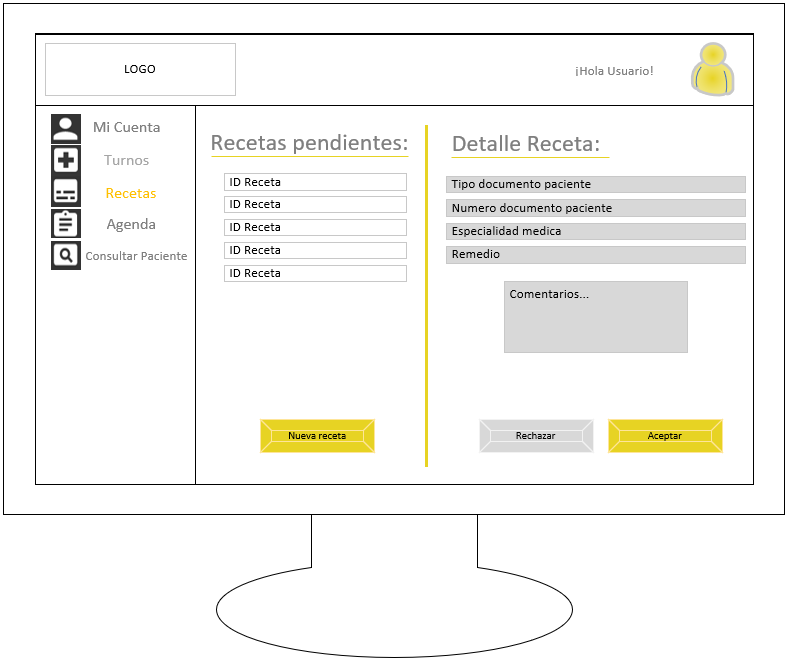 LOGO
¡Hola Usuario!
Mi Cuenta
Turnos
Recetas
Agenda
Consultar Paciente
Recetas pendientes:
ID Receta
ID Receta
ID Receta
ID Receta
ID Receta
Nueva receta
Detalle Receta:
Tipo documento paciente
Numero documento paciente
Especialidad medica
Remedio
Comentarios...
Rechazar
Aceptar